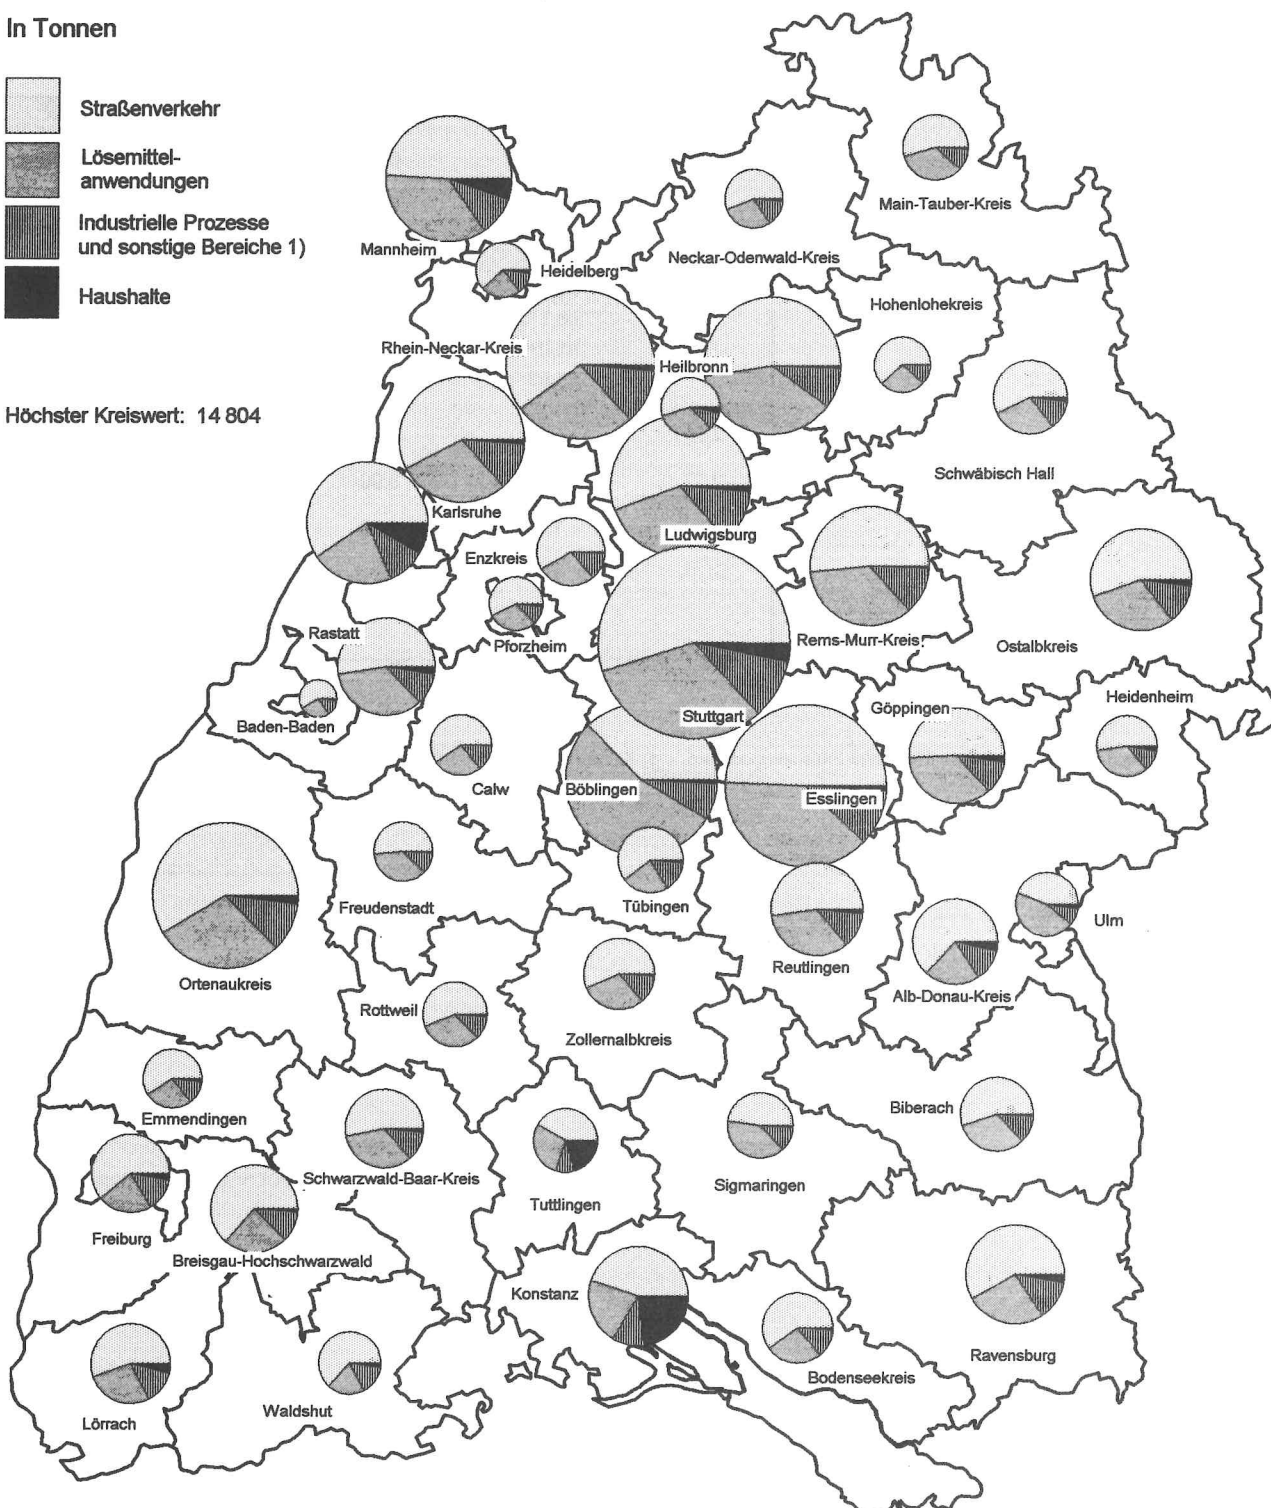 In Tonnen
Straßenverkehr
Lösemittel-
anwendungen
Industrielle Prozesse
und sonstige Bereiche 1)
Haushalte
Höchster Kreiswert: 14 804
Main-Tauber-Kreis
Mannheim
Neckar-Odenwald-Kreis
Heidelberg
Hohenlohekreis
Rhein-Neckar-Kreis
Heilbronn
Schwäbisch Hall
Karlsruhe
Ludwigsburg
Enzkreis
Rastatt
Pforzheim
Rems-Murr-Kreis
Ostalbkreis
Heidenheim
Göppingen
Stuttgart
Baden-Baden
Calw
Böblingen
Esslingen
Freudenstadt
Tübingen
Ulm
Reutlingen
Ortenaukreis
Alb-Donau-Kreis
Rottweil
Zollernalbkreis
Biberach
Emmendingen
Schwarzwald-Baar-Kreis
Sigmaringen
Tuttlingen
Freiburg
Breisgau-Hochschwarzwald
Konstanz
Ravensburg
Bodenseekreis
Waldshut
Lörrach